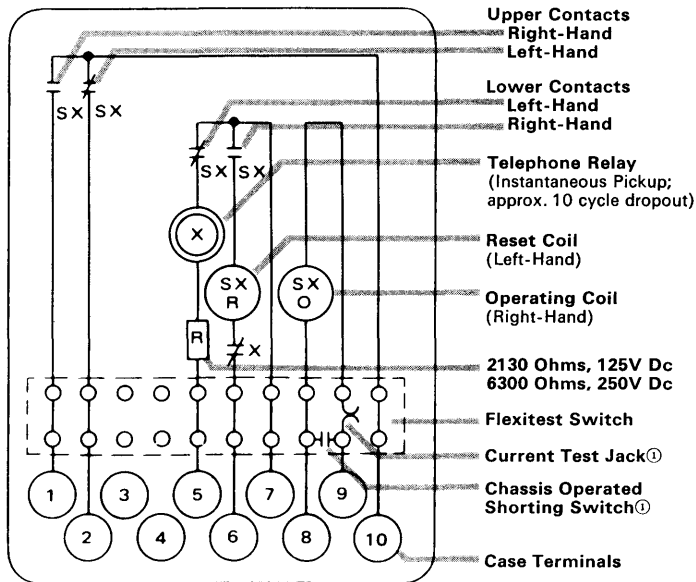 Upper Contacts
Right-Hand
Left-Hand
SX SX
Lower Contacts
Left-Hand
Right-Hand
SX SX
Telephone Relay
(Instantaneous Pickup;
approx. 10 cycle dropout)
X
Reset Coil
(Left-Hand)
SX
R
SX
O
Operating Coil
(Right-Hand)
R
X
2130 Ohms, 125V Dc
6300 Ohms, 250V Dc
Flexitest Switch
Current Test Jack①
Chassis Operated
Shorting Switch①
1 3 5 7 9
2 4 6 8 10
Case Terminals